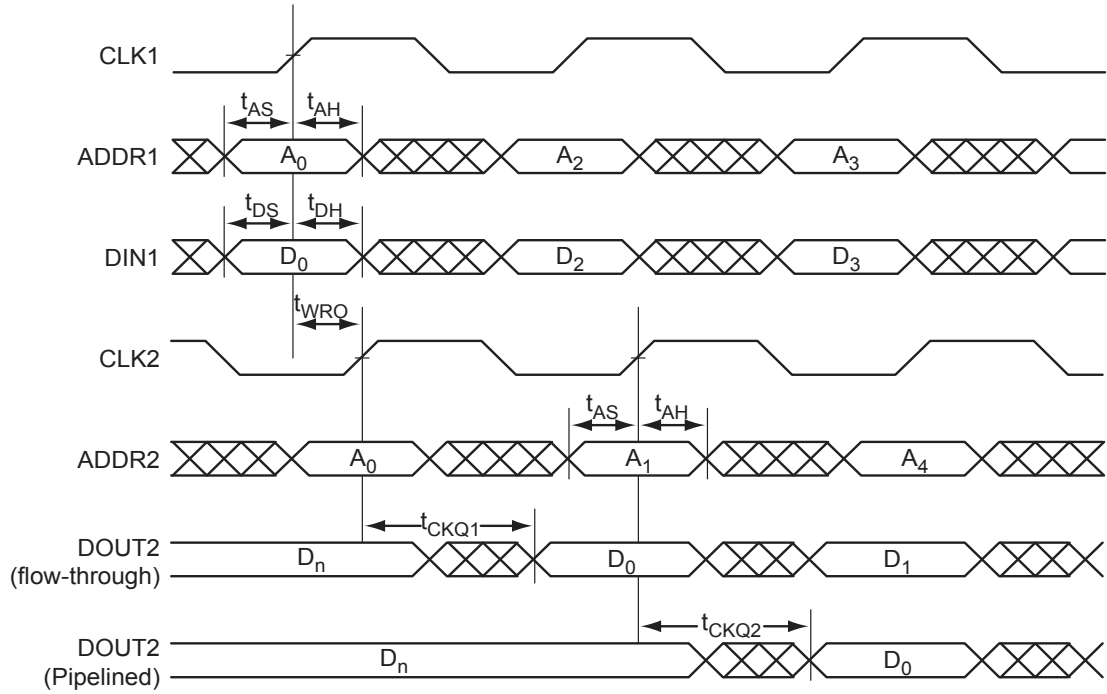 CLK1
tAS tAH
ADDR1 A0 A2 A3
tDS tDH
DIN1 D0 D2 D3
tWRO
CLK2
tAS tAH
ADDR2 A0 A1 A4
tCKQ1
DOUT2
(flow-through)
Dn D0 D1
tCKQ2
DOUT2
(Pipelined)
Dn D0